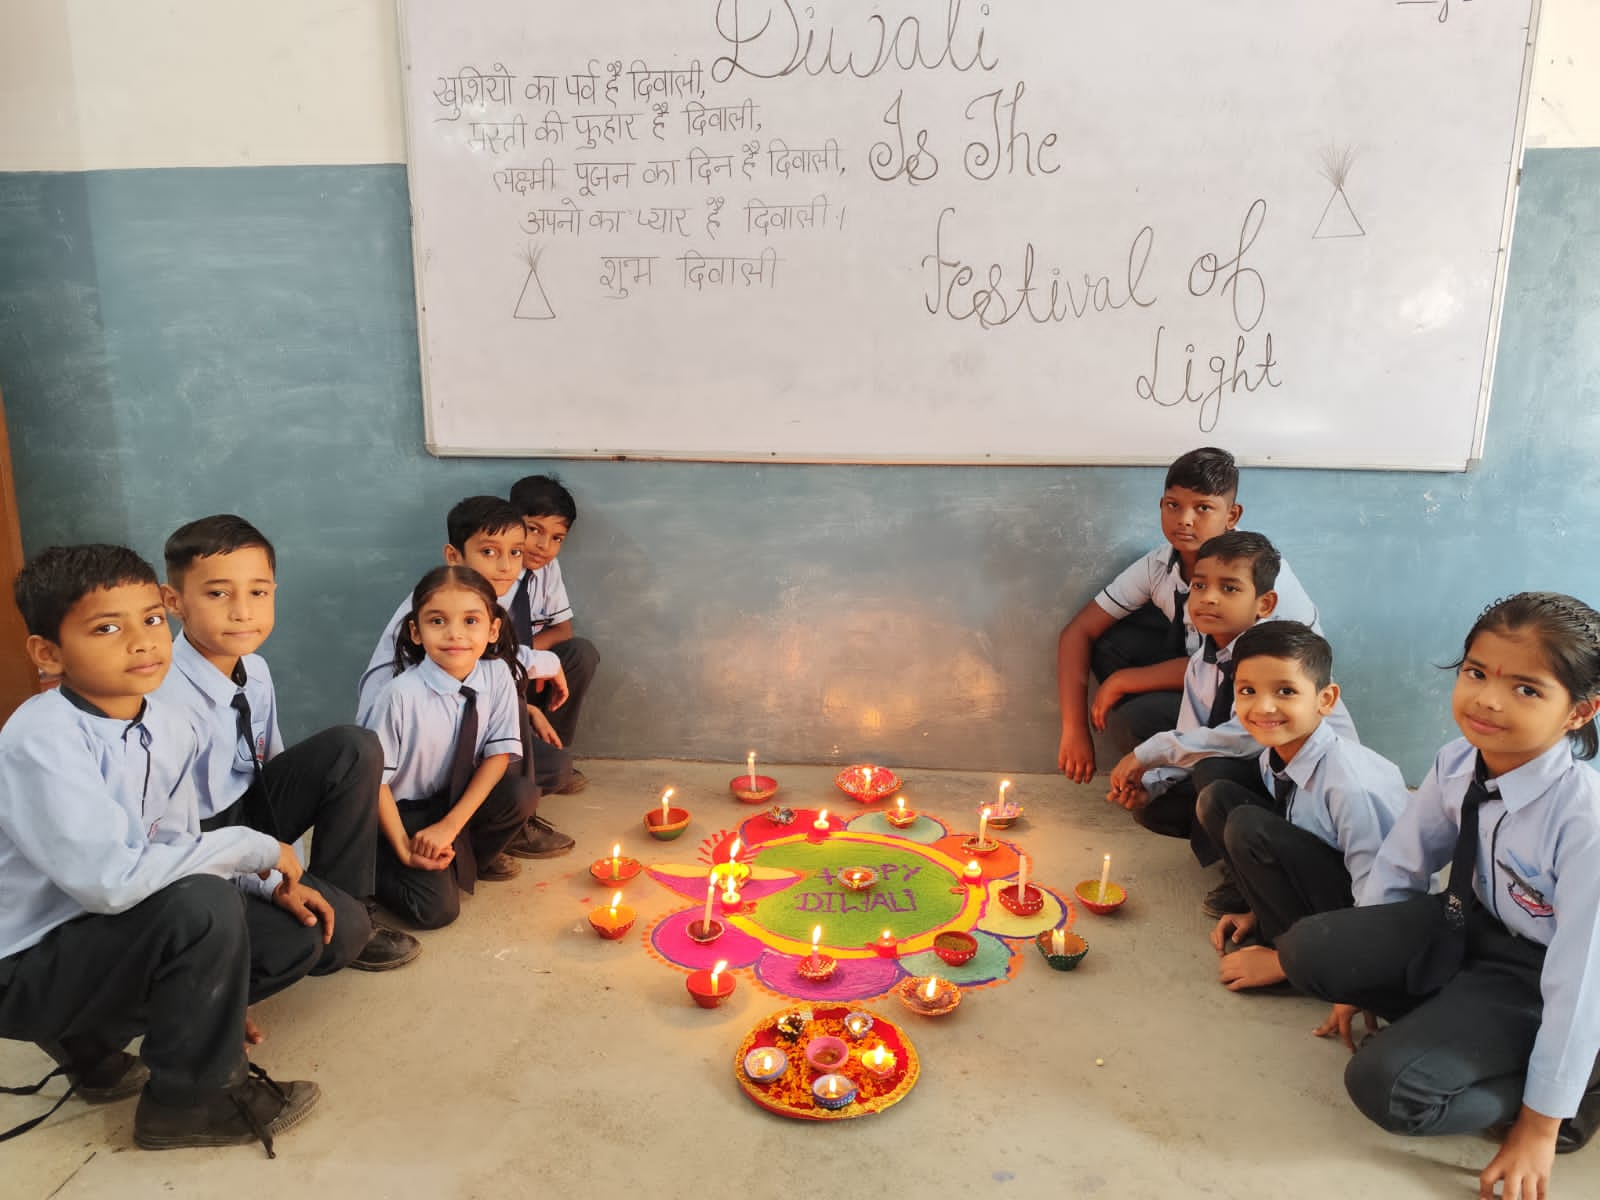 खुशियो का पर्व है दिवाली,
मस्ती की फुहार है दिवाली,
लक्ष्मी पूजन का दिन है दिवाली,
अपनो का प्यार है दिवाली।
शुभ दिवाली
Diwali
Is The
Festival of
Light
HAPPY
DIWALI